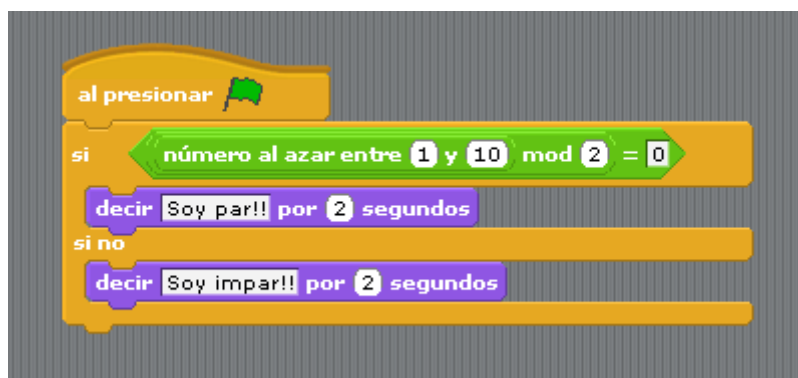 al presionar
si número al azar entre 1 y 10 mod 2 = 0
decir Soy par!! por 2 segundos
si no
decir Soy impar!! por 2 segundos